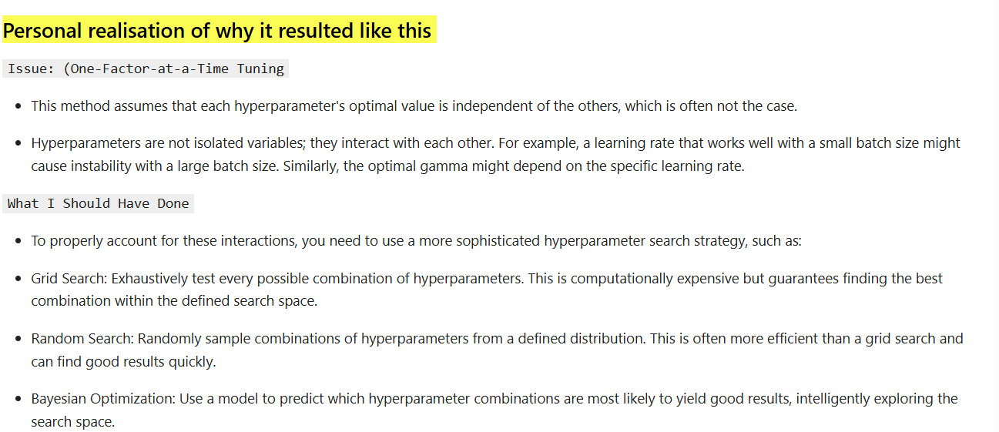 Personal realisation of why it resulted like this
Issue: (One-Factor-at-a-Time Tuning
• This method assumes that each hyperparameter's optimal value is independent of the others, which is often not the case.
• Hyperparameters are not isolated variables; they interact with each other. For example, a learning rate that works well with a small batch size might
cause instability with a large batch size. Similarly, the optimal gamma might depend on the specific learning rate.
What I Should Have Done
• To properly account for these interactions, you need to use a more sophisticated hyperparameter search strategy, such as:
• Grid Search: Exhaustively test every possible combination of hyperparameters. This is computationally expensive but guarantees finding the best
combination within the defined search space.
• Random Search: Randomly sample combinations of hyperparameters from a defined distribution. This is often more efficient than a grid search and
can find good results quickly.
• Bayesian Optimization: Use a model to predict which hyperparameter combinations are most likely to yield good results, intelligently exploring the
search space.